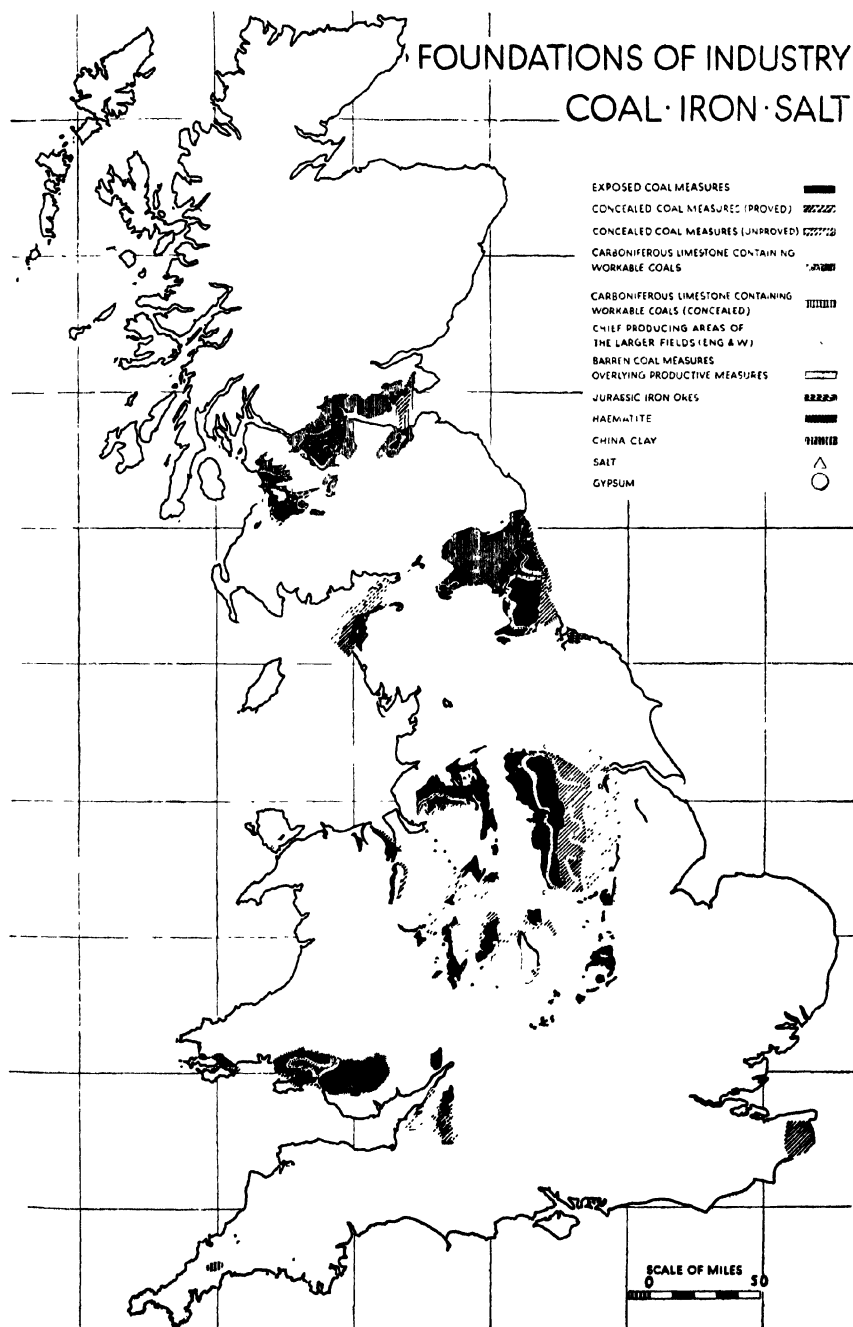 FOUNDATIONS OF INDUSTRY
COAL · IRON · SALT
EXPOSED COAL MEASURES
CONCEALED COAL MEASURES (PROVED)
CONCEALED COAL MEASURES (UNPROVED)
CARBONIFEROUS LIMESTONE CONTAINING
WORKABLE COALS
CARBONIFEROUS LIMESTONE CONTAINING
WORKABLE COALS (CONCEALED)
CHIEF PRODUCING AREAS OF
THE LARGER FIELDS (ENG & W)
BARREN COAL MEASURES
OVERLYING PRODUCTIVE MEASURES
JURASSIC IRON ORES
HAEMATITE
CHINA CLAY
SALT
GYPSUM
SCALE OF MILES
0 50